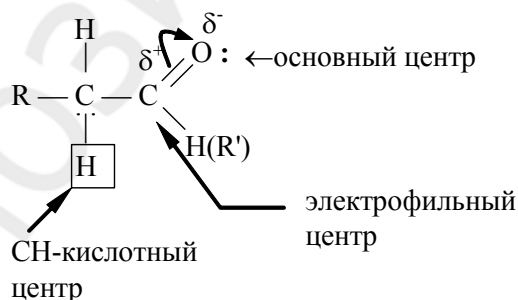 H
δ⁻
δ⁺
O : ←основный центр
R — C — C
H
H(R')
электрофильный
центр
CH-кислотный
центр